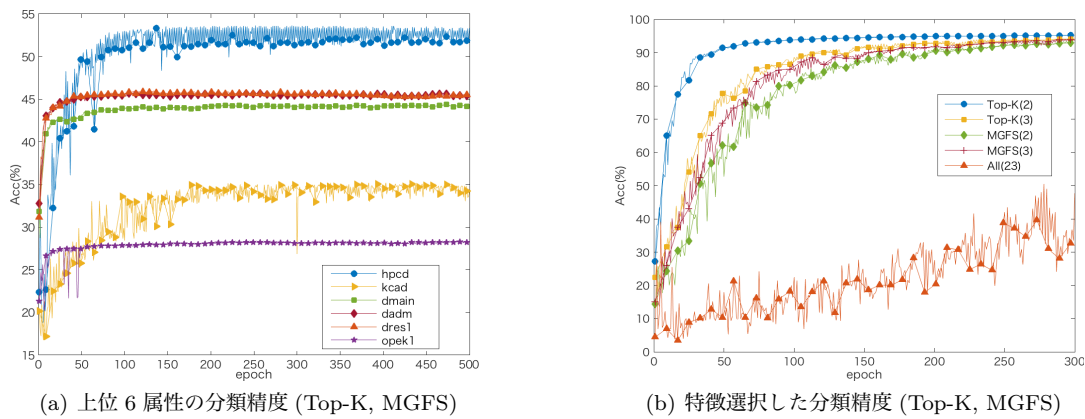 Acc(%)
55
50
45
40
35
30
25
20
15
0 50 100 150 200 250 300 350 400 450 500
epoch
hpcd
kcad
dmain
dadm
dres1
opek1
(a) 上位 6 属性の分類精度 (Top-K, MGFS)
Acc(%)
100
90
80
70
60
50
40
30
20
10
0
0 50 100 150 200 250 300
epoch
Top-K(2)
Top-K(3)
MGFS(2)
MGFS(3)
All(23)
(b) 特徴選択した分類精度 (Top-K, MGFS)